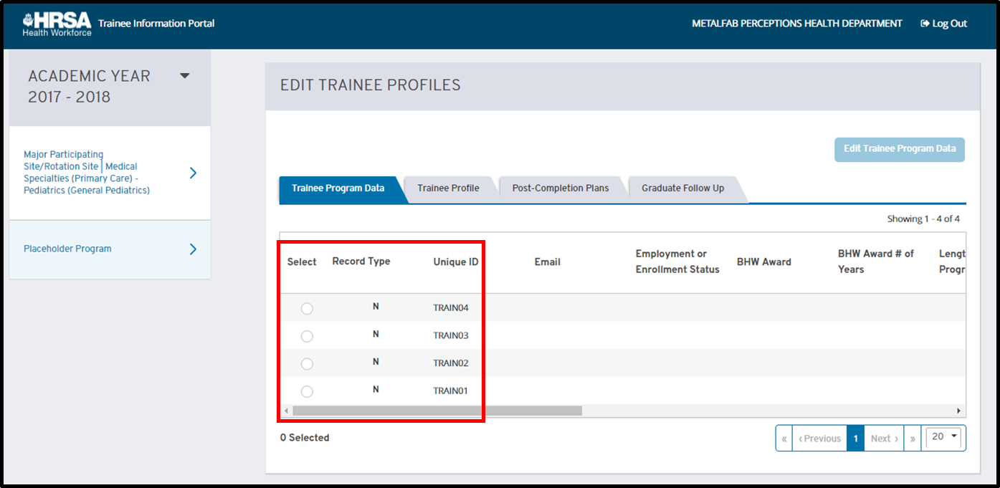 HRSA
Health Workforce
Trainee Information Portal
METALFAB PERCEPTIONS HEALTH DEPARTMENT
Log Out
ACADEMIC YEAR
2017 - 2018
Major Participating
Site/Rotation Site | Medical
Specialties (Primary Care) -
Pediatrics (General Pediatrics)
Placeholder Program
EDIT TRAINEE PROFILES
Edit Trainee Program Data
Trainee Program Data
Trainee Profile
Post-Completion Plans
Graduate Follow Up
Showing 1 - 4 of 4
Select
Record Type
Unique ID
Email
Employment or
Enrollment Status
BHW Award
BHW Award # of
Years
Lengt
Progr
N TRAIN04
N TRAIN03
N TRAIN02
N TRAIN01
0 Selected
« ‹ Previous 1 Next › » 20